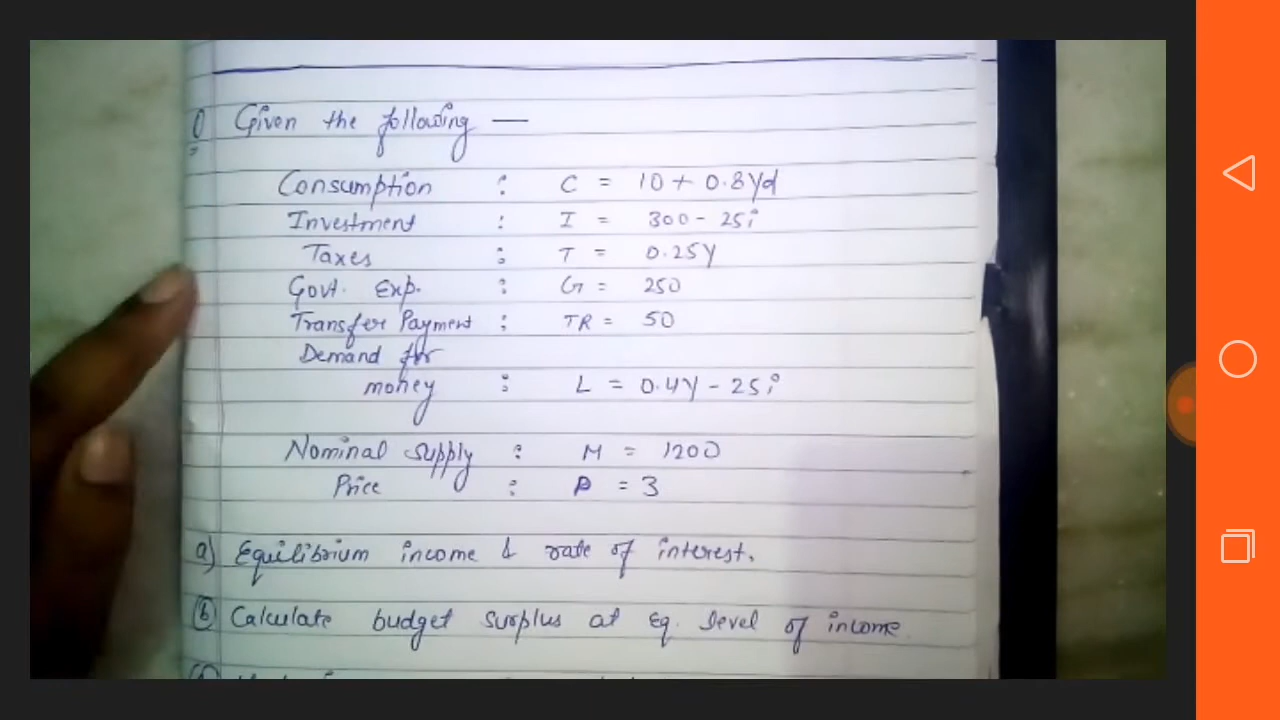 1) Given the following —
Consumption : C = 10 + 0.8Yd
Investment : I = 300 - 25i
Taxes : T = 0.25Y
Govt. Exp. : G = 250
Transfer Payment : TR = 50
Demand for
money : L = 0.4Y - 25i
Nominal supply : M = 1200
Price : P = 3
a) Equilibrium income & rate of interest.
(b) Calculate budget surplus at Eq. level of income.